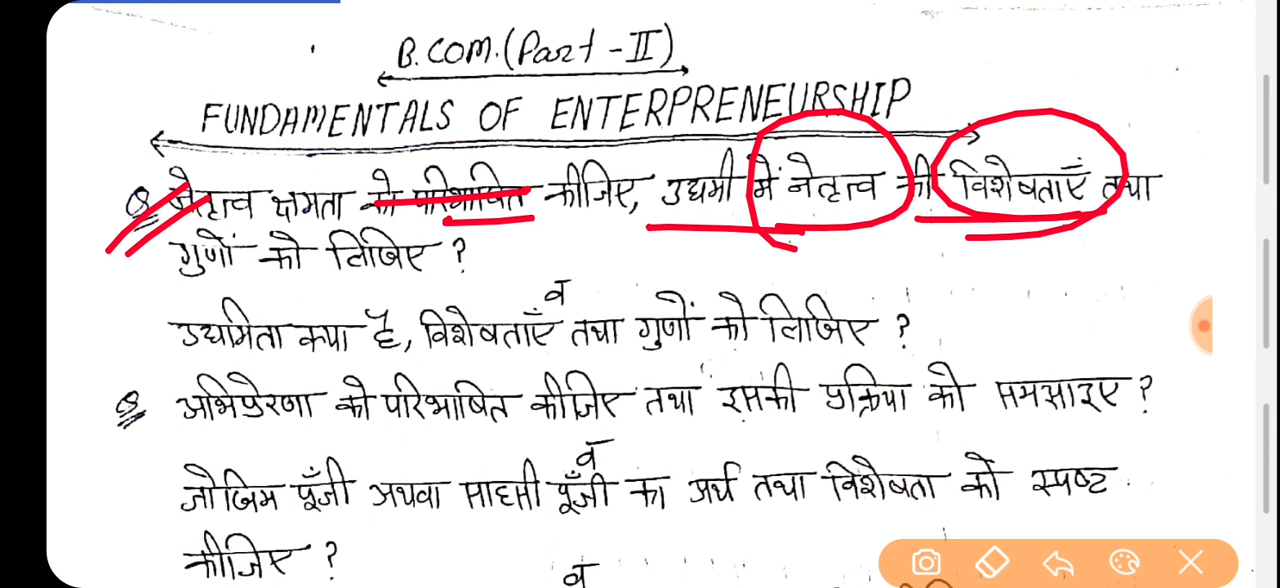 B.COM.(Part-II)
FUNDAMENTALS OF ENTERPRENEURSHIP
Q नेतृत्व क्षमता को परिभाषित कीजिए, उद्यमी में नेतृत्व की विशेषताएँ तथा
गुणों को लिखिए ?
व
उद्यमिता क्या है, विशेषताएँ तथा गुणों को लिखिए ?
Q अभिप्रेरणा को परिभाषित कीजिए तथा इसकी प्रक्रिया को समझाइए ?
व
जोखिम पूँजी अथवा साहसी पूँजी का अर्थ तथा विशेषता को स्पष्ट
कीजिए ?
व